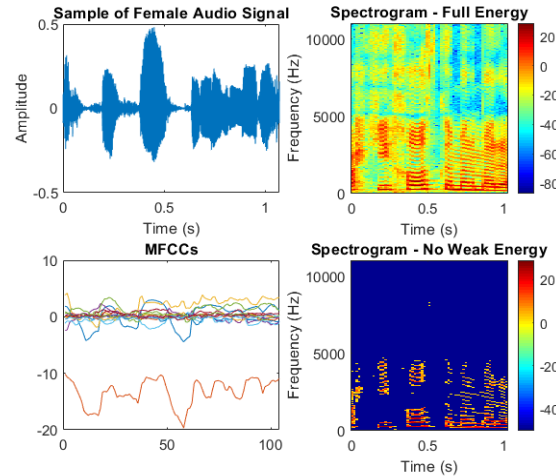 Sample of Female Audio Signal
0.5
0
-0.5
Amplitude
0 0.5 1
Time (s)
Spectrogram - Full Energy
10000
5000
0
Frequency (Hz)
0 0.5 1
Time (s)
20
0
-20
-40
-60
-80
MFCCs
10
0
-10
-20
0 50 100
Spectrogram - No Weak Energy
10000
5000
0
Frequency (Hz)
0 0.5 1
Time (s)
20
0
-20
-40